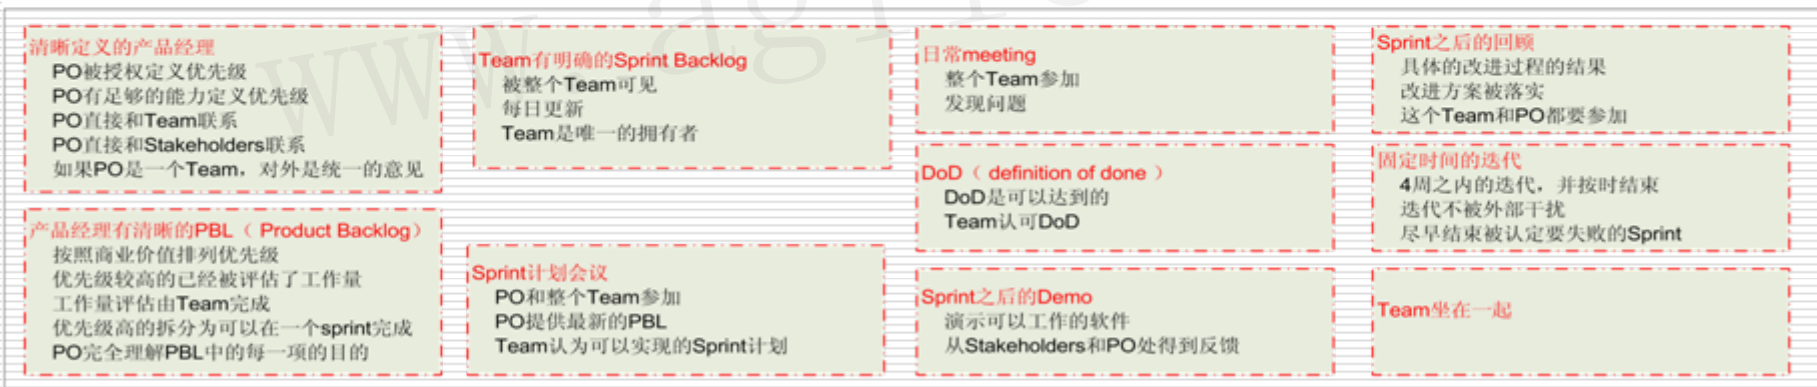 清晰定义的产品经理
PO被授权定义优先级
PO有足够的能力定义优先级
PO直接和Team联系
PO直接和Stakeholders联系
如果PO是一个Team，对外是统一的意见
产品经理有清晰的PBL（ Product Backlog）
按照商业价值排列优先级
优先级较高的已经被评估了工作量
工作量评估由Team完成
优先级高的拆分为可以在一个sprint完成
PO完全理解PBL中的每一项的目的
Team有明确的Sprint Backlog
被整个Team可见
每日更新
Team是唯一的拥有者
Sprint计划会议
PO和整个Team参加
PO提供最新的PBL
Team认为可以实现的Sprint计划
日常meeting
整个Team参加
发现问题
DoD（ definition of done ）
DoD是可以达到的
Team认可DoD
Sprint之后的Demo
演示可以工作的软件
从Stakeholders和PO处得到反馈
Sprint之后的回顾
具体的改进过程的结果
改进方案被落实
这个Team和PO都要参加
固定时间的迭代
4周之内的迭代，并按时结束
迭代不被外部干扰
尽早结束被认定要失败的Sprint
Team坐在一起